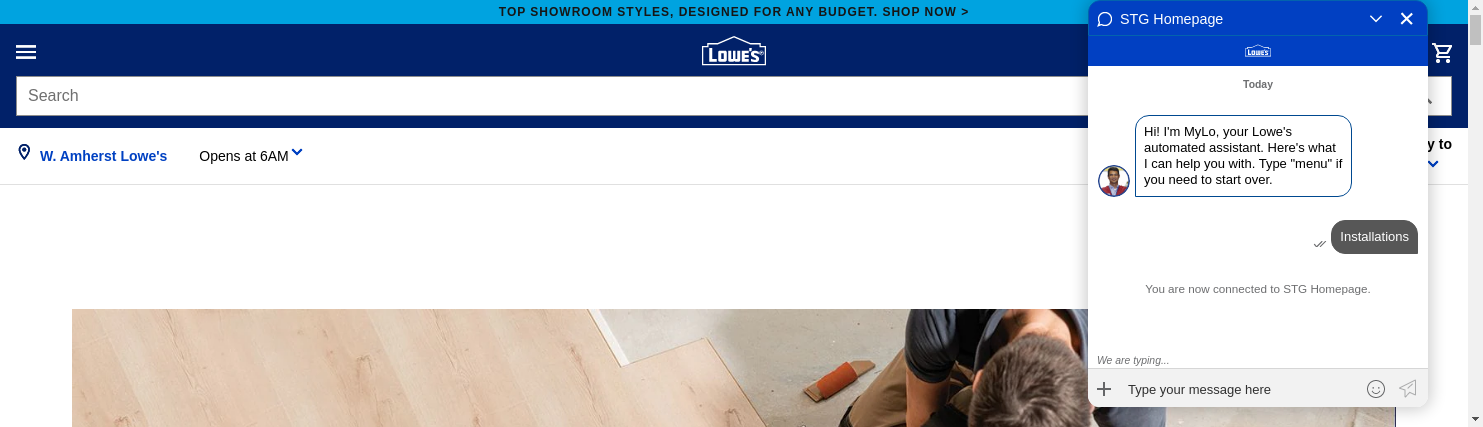 TOP SHOWROOM STYLES, DESIGNED FOR ANY BUDGET. SHOP NOW >
LOWE'S
Search
W. Amherst Lowe's
Opens at 6AM
y to
STG Homepage
LOWE'S
Today
Hi! I'm MyLo, your Lowe's
automated assistant. Here's what
I can help you with. Type "menu" if
you need to start over.
Installations
You are now connected to STG Homepage.
We are typing...
Type your message here